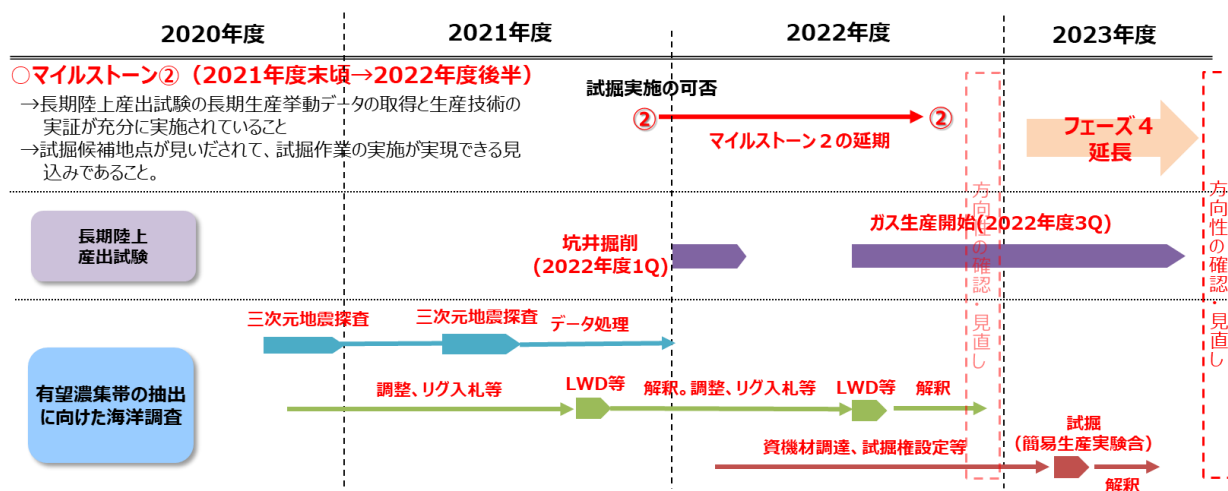 2020年度
2021年度
2022年度
2023年度
○マイルストーン②（2021年度末頃→2022年度後半）
→長期陸上産出試験の長期生産挙動データの取得と生産技術の
実証が充分に実施されていること
→試掘候補地点が見いだされて、試掘作業の実施が実現できる見
込みであること。
試掘実施の可否
②
②
マイルストーン２の延期
フェーズ４
延長
方向性の確認・見直し
方向性の確認・見直し
長期陸上
産出試験
坑井掘削
(2022年度1Q)
ガス生産開始(2022年度3Q)
有望濃集帯の抽出
に向けた海洋調査
三次元地震探査
三次元地震探査
データ処理
調整、リグ入札等
LWD等
解釈。調整、リグ入札等
LWD等
解釈
資機材調達、試掘権設定等
試掘
(簡易生産実験含)
解釈